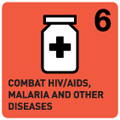 6
COMBAT HIV/AIDS,
MALARIA AND OTHER
DISEASES